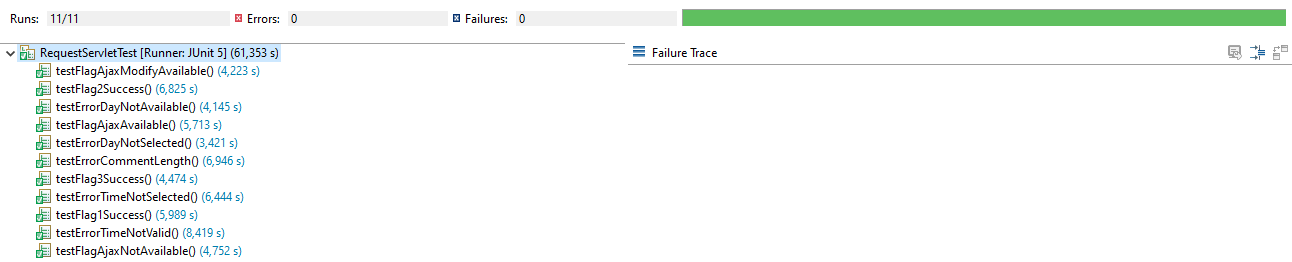 Runs: 11/11 Errors: 0 Failures: 0
RequestServletTest [Runner: JUnit 5] (61,353 s) Failure Trace
testFlagAjaxModifyAvailable() (4,223 s)
testFlag2Success() (6,825 s)
testErrorDayNotAvailable() (4,145 s)
testFlagAjaxAvailable() (5,713 s)
testErrorDayNotSelected() (3,421 s)
testErrorCommentLength() (6,946 s)
testFlag3Success() (4,474 s)
testErrorTimeNotSelected() (6,444 s)
testFlag1Success() (5,989 s)
testErrorTimeNotValid() (8,419 s)
testFlagAjaxNotAvailable() (4,752 s)